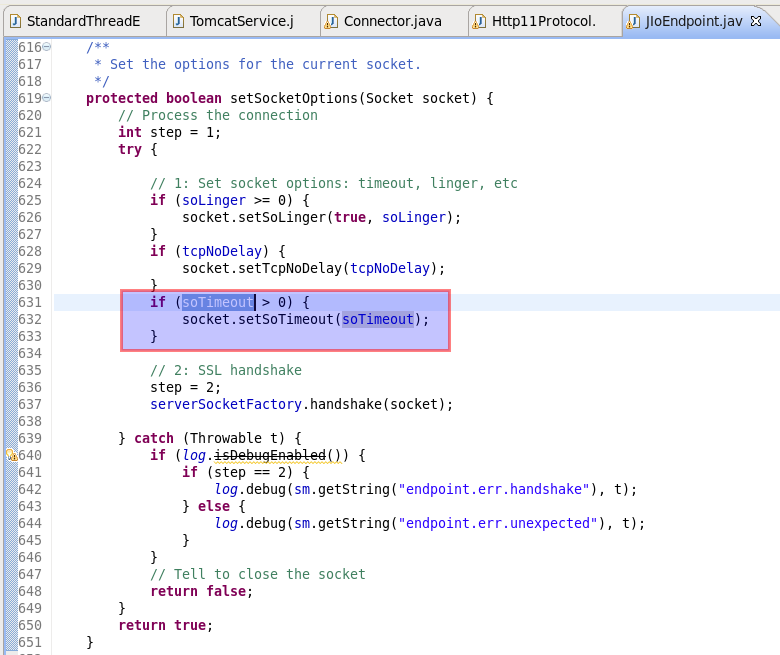 StandardThreadE TomcatService.j Connector.java Http11Protocol. JIoEndpoint.jav
616 /**
617 * Set the options for the current socket.
618 */
619 protected boolean setSocketOptions(Socket socket) {
620 // Process the connection
621 int step = 1;
622 try {
623
624 // 1: Set socket options: timeout, linger, etc
625 if (soLinger >= 0) {
626 socket.setSoLinger(true, soLinger);
627 }
628 if (tcpNoDelay) {
629 socket.setTcpNoDelay(tcpNoDelay);
630 }
631 if (soTimeout > 0) {
632 socket.setSoTimeout(soTimeout);
633 }
634
635 // 2: SSL handshake
636 step = 2;
637 serverSocketFactory.handshake(socket);
638
639 } catch (Throwable t) {
640 if (log.isDebugEnabled()) {
641 if (step == 2) {
642 log.debug(sm.getString("endpoint.err.handshake"), t);
643 } else {
644 log.debug(sm.getString("endpoint.err.unexpected"), t);
645 }
646 }
647 // Tell to close the socket
648 return false;
649 }
650 return true;
651 }